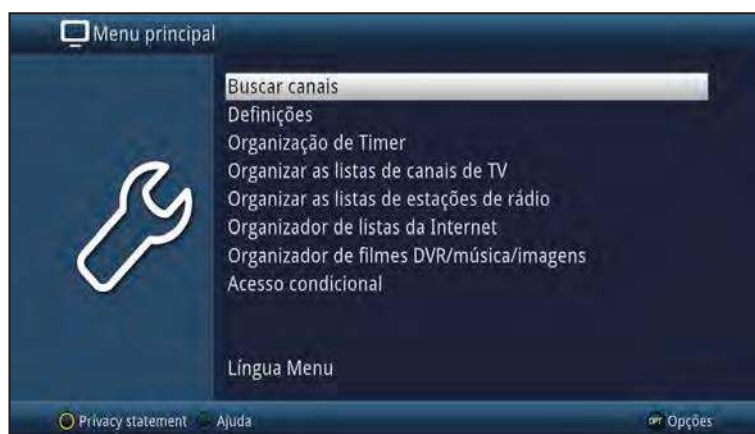 Menu principal
Buscar canais
Definições
Organização de Timer
Organizar as listas de canais de TV
Organizar as listas de estações de rádio
Organizador de listas da Internet
Organizador de filmes DVR/música/imagens
Acesso condicional
Língua Menu
Privacy statement Ajuda OPT Opções